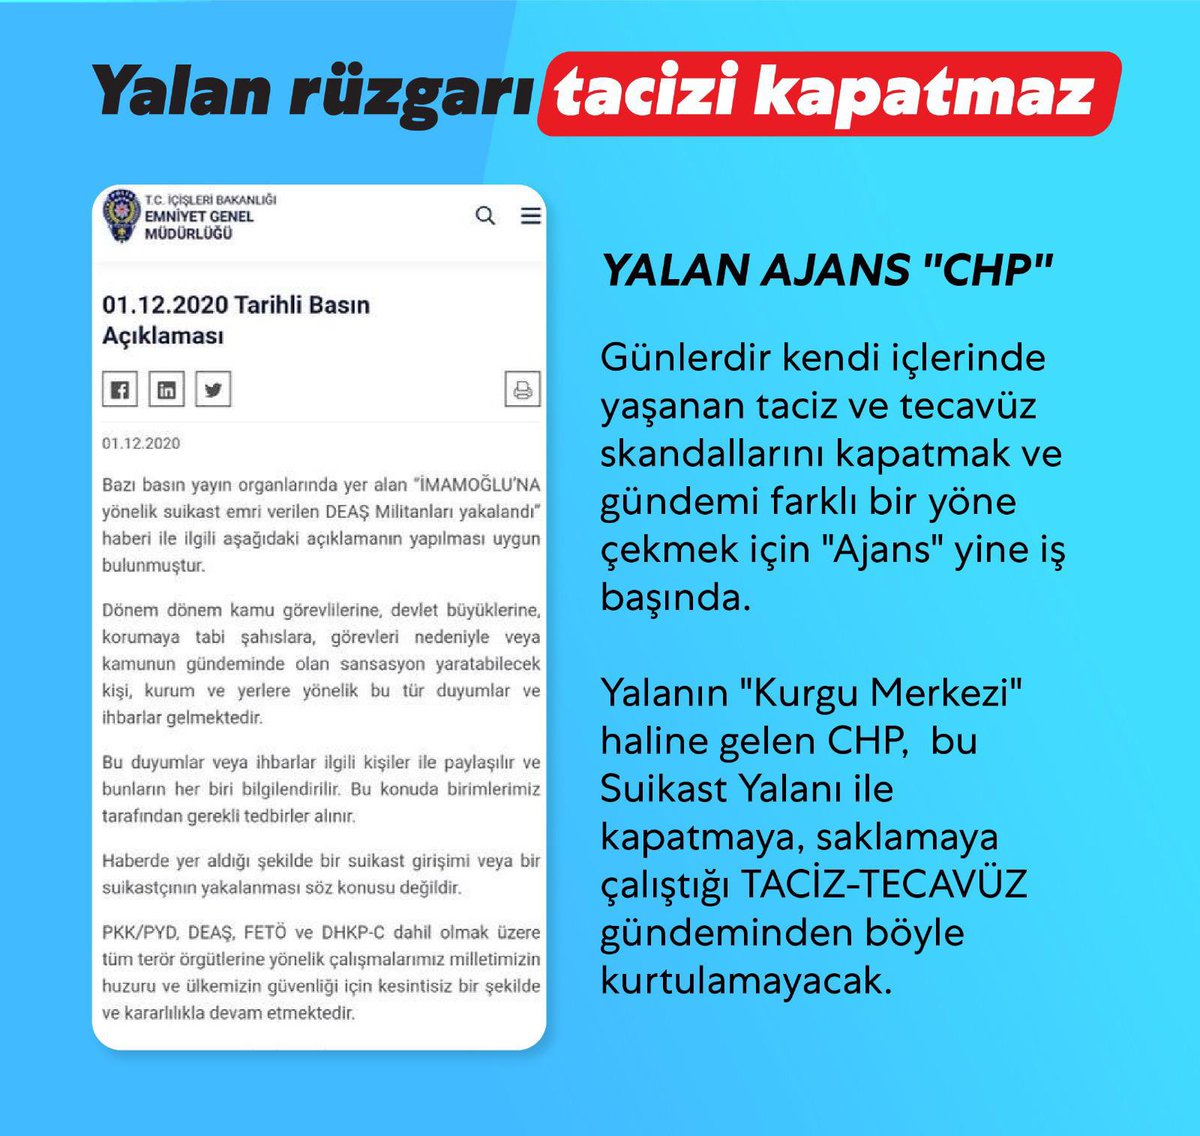 Yalan rüzgarı tacizi kapatmaz
T.C. İÇİŞLERİ BAKANLIĞI
EMNİYET GENEL
MÜDÜRLÜĞÜ
01.12.2020 Tarihli Basın
Açıklaması
01.12.2020
Bazı basın yayın organlarında yer alan “İMAMOĞLU’NA
yönelik suikast emri verilen DEAŞ Militanları yakalandı”
haberi ile ilgili aşağıdaki açıklamanın yapılması uygun
bulunmuştur.
Dönem dönem kamu görevlilerine, devlet büyüklerine,
korumaya tabi şahıslara, görevleri nedeniyle veya
kamunun gündeminde olan sansasyon yaratabilecek
kişi, kurum ve yerlere yönelik bu tür duyumlar ve
ihbarlar gelmektedir.
Bu duyumlar veya ihbarlar ilgili kişiler ile paylaşılır ve
bunların her biri bilgilendirilir. Bu konuda birimlerimiz
tarafından gerekli tedbirler alınır.
Haberde yer aldığı şekilde bir suikast girişimi veya bir
suikastçının yakalanması söz konusu değildir.
PKK/PYD, DEAŞ, FETÖ ve DHKP-C dahil olmak üzere
tüm terör örgütlerine yönelik çalışmalarımız milletimizin
huzuru ve ülkemizin güvenliği için kesintisiz bir şekilde
ve kararlılıkla devam etmektedir.
YALAN AJANS "CHP"
Günlerdir kendi içlerinde
yaşanan taciz ve tecavüz
skandallarını kapatmak ve
gündemi farklı bir yöne
çekmek için "Ajans" yine iş
başında.
Yalanın "Kurgu Merkezi"
haline gelen CHP, bu
Suikast Yalanı ile
kapatmaya, saklamaya
çalıştığı TACİZ-TECAVÜZ
gündeminden böyle
kurtulamayacak.